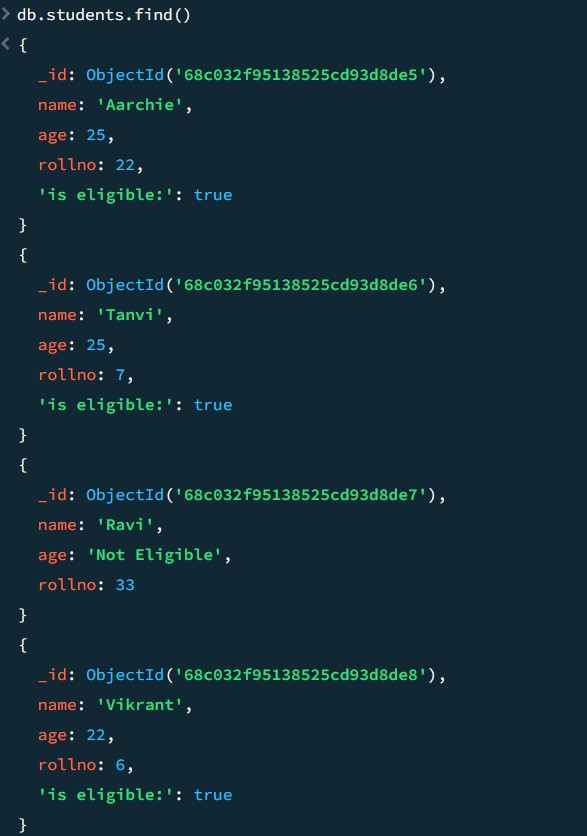 > db.students.find()
< {
_id: ObjectId('68c032f95138525cd93d8de5'),
name: 'Aarchie',
age: 25,
rollno: 22,
'is eligible:': true
}
{
_id: ObjectId('68c032f95138525cd93d8de6'),
name: 'Tanvi',
age: 25,
rollno: 7,
'is eligible:': true
}
{
_id: ObjectId('68c032f95138525cd93d8de7'),
name: 'Ravi',
age: 'Not Eligible',
rollno: 33
}
{
_id: ObjectId('68c032f95138525cd93d8de8'),
name: 'Vikrant',
age: 22,
rollno: 6,
'is eligible:': true
}